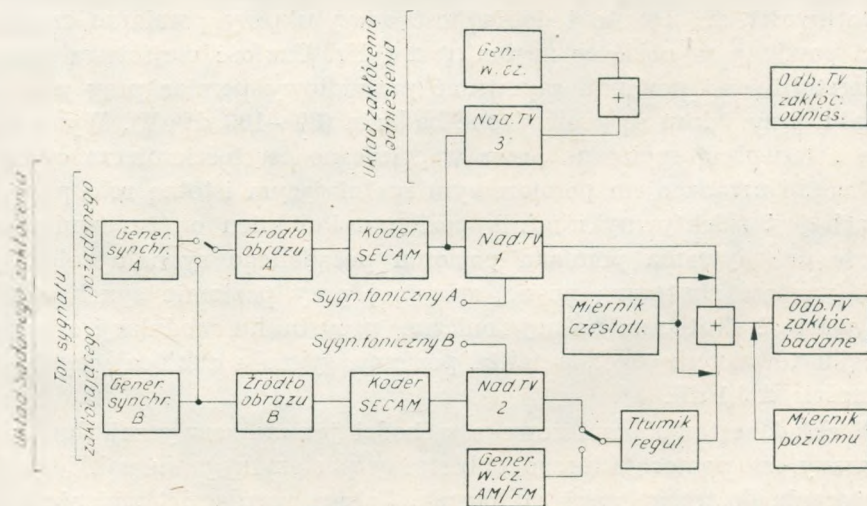 Układ zakłócenia
odniesienia
Gen.
w.cz.
Nad.TV
3
+
Odb.TV
zakłóc.
odnies.
Układ badanego zakłócenia
Tor sygnału
pożądanego
zakłócającego
Gener.
synchr.
A
Źródło
obrazu
A
Koder
SECAM
Nad.TV
1
Sygn.foniczny A
Sygn.foniczny B
Miernik
częstotl.
+
Odb.TV
zakłóc.
badane
Gener.
synchr.
B
Źródło
obrazu
B
Koder
SECAM
Nad.TV
2
Tłumik
reguł.
Miernik
poziomu
Gener.
w.cz.
AM/FM